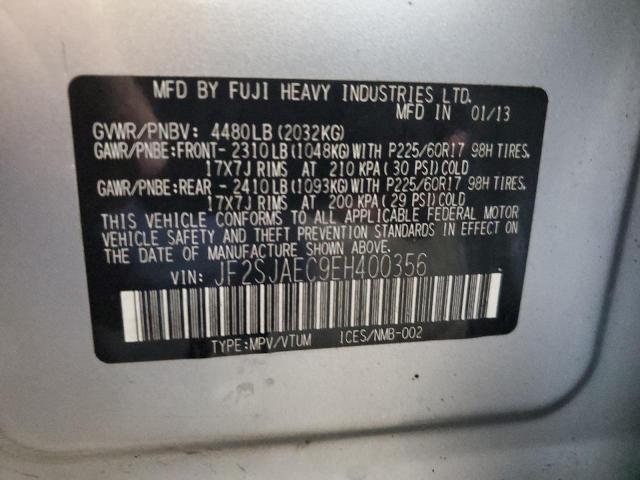 MFD BY FUJI HEAVY INDUSTRIES LTD.
MFD IN 01/13
GVWR/PNBV: 4480LB (2032KG)
GAWR/PNBE:FRONT- 2310LB (1048KG) WITH P225/60R17 98H TIRES.
17X7J RIMS AT 210 KPA (30 PSI) COLD
GAWR/PNBE:REAR - 2410LB (1093KG) WITH P225/60R17 98H TIRES.
17X7J RIMS AT 200 KPA (29 PSI) COLD
THIS VEHICLE CONFORMS TO ALL APPLICABLE FEDERAL MOTOR
VEHICLE SAFETY AND THEFT PREVENTION STANDARDS IN EFFECT ON
THE DATE OF MANUFACTURE SHOWN ABOVE.
VIN: JF2SJAEC9EH400356
TYPE:MPV/VTUM ICES/NMB-002